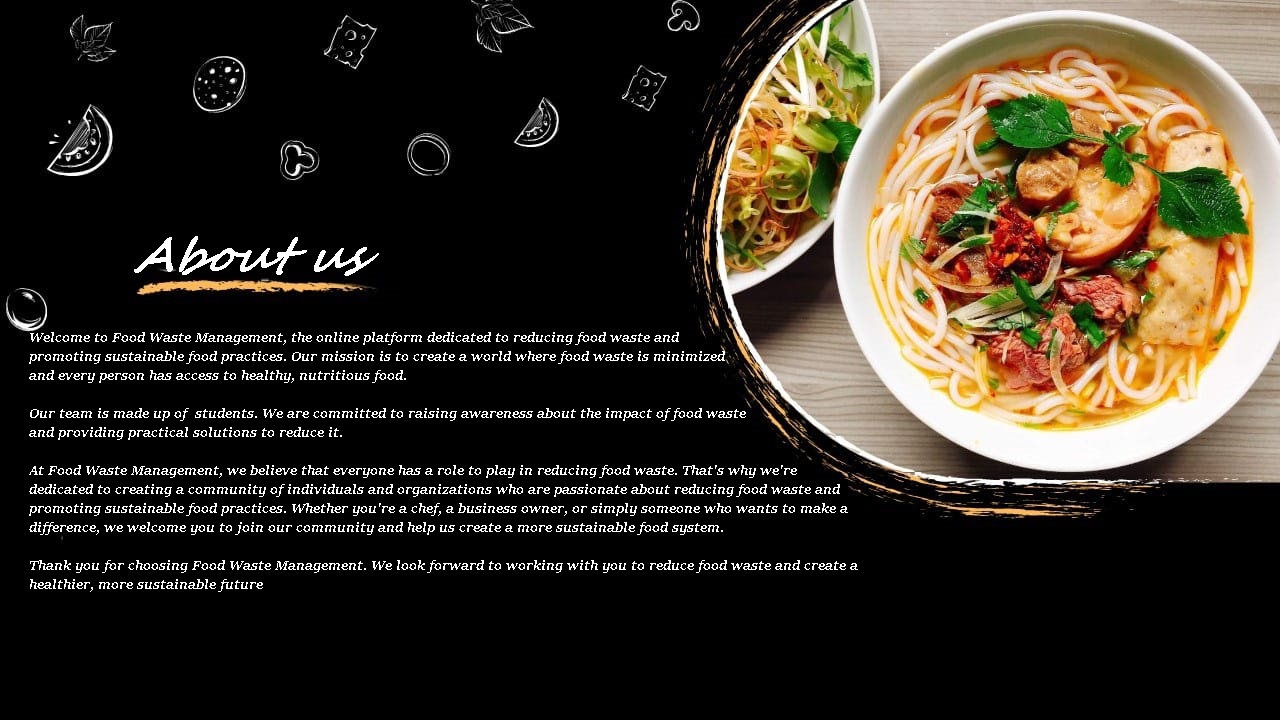 About us
Welcome to Food Waste Management, the online platform dedicated to reducing food waste and
promoting sustainable food practices. Our mission is to create a world where food waste is minimized
and every person has access to healthy, nutritious food.
Our team is made up of  students. We are committed to raising awareness about the impact of food waste
and providing practical solutions to reduce it.
At Food Waste Management, we believe that everyone has a role to play in reducing food waste. That's why we're
dedicated to creating a community of individuals and organizations who are passionate about reducing food waste and
promoting sustainable food practices. Whether you're a chef, a business owner, or simply someone who wants to make a
difference, we welcome you to join our community and help us create a more sustainable food system.
Thank you for choosing Food Waste Management. We look forward to working with you to reduce food waste and create a
healthier, more sustainable future